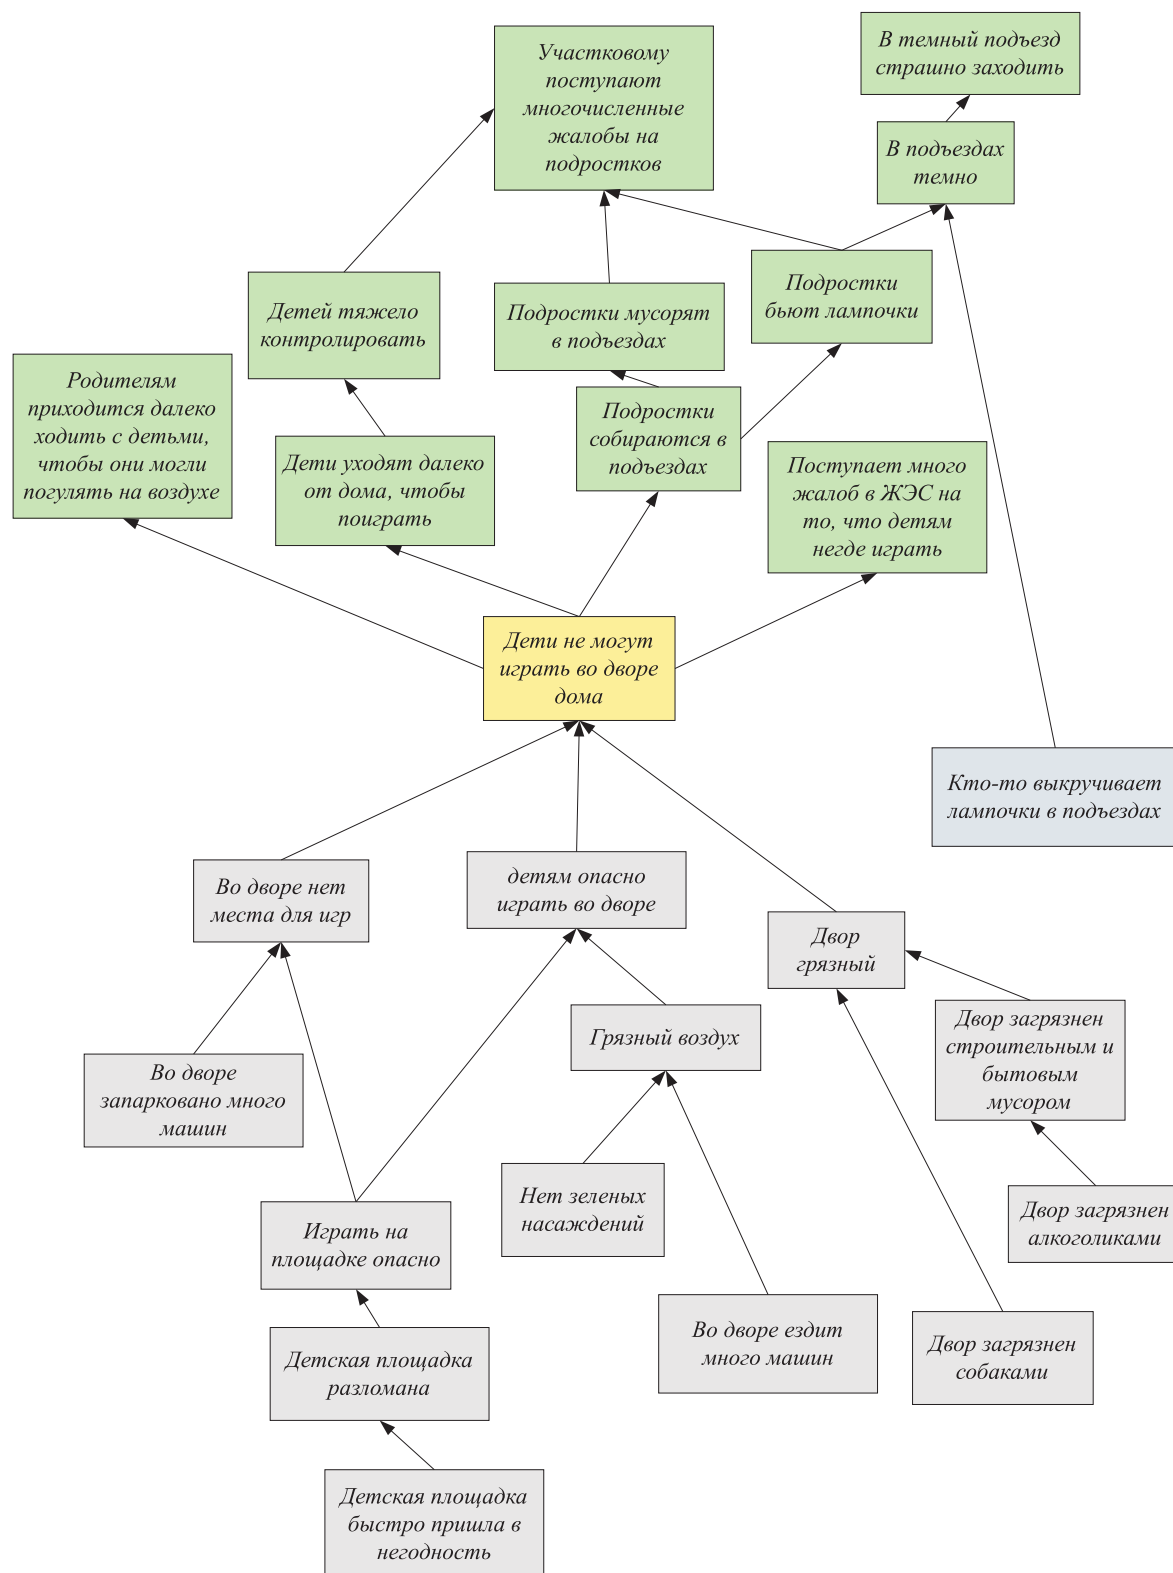 В темный подъезд
страшно заходить
Участковому
поступают
многочисленные
жалобы на
подростков
В подъездах
темно
Детей тяжело
контролировать
Подростки мусорят
в подъездах
Подростки
бьют лампочки
Родителям
приходится далеко
ходить с детьми,
чтобы они могли
погулять на воздухе
Дети уходят далеко
от дома, чтобы
поиграть
Подростки
собираются в
подъездах
Поступает много
жалоб в ЖЭС на
то, что детям
негде играть
Дети не могут
играть во дворе
дома
Кто-то выкручивает
лампочки в подъездах
Во дворе нет
места для игр
детям опасно
играть во дворе
Двор
грязный
Во дворе
запарковано много
машин
Грязный воздух
Двор загрязнен
строительным и
бытовым
мусором
Играть на
площадке опасно
Нет зеленых
насаждений
Двор загрязнен
алкоголиками
Детская площадка
разломана
Во дворе ездит
много машин
Двор загрязнен
собаками
Детская площадка
быстро пришла в
негодность